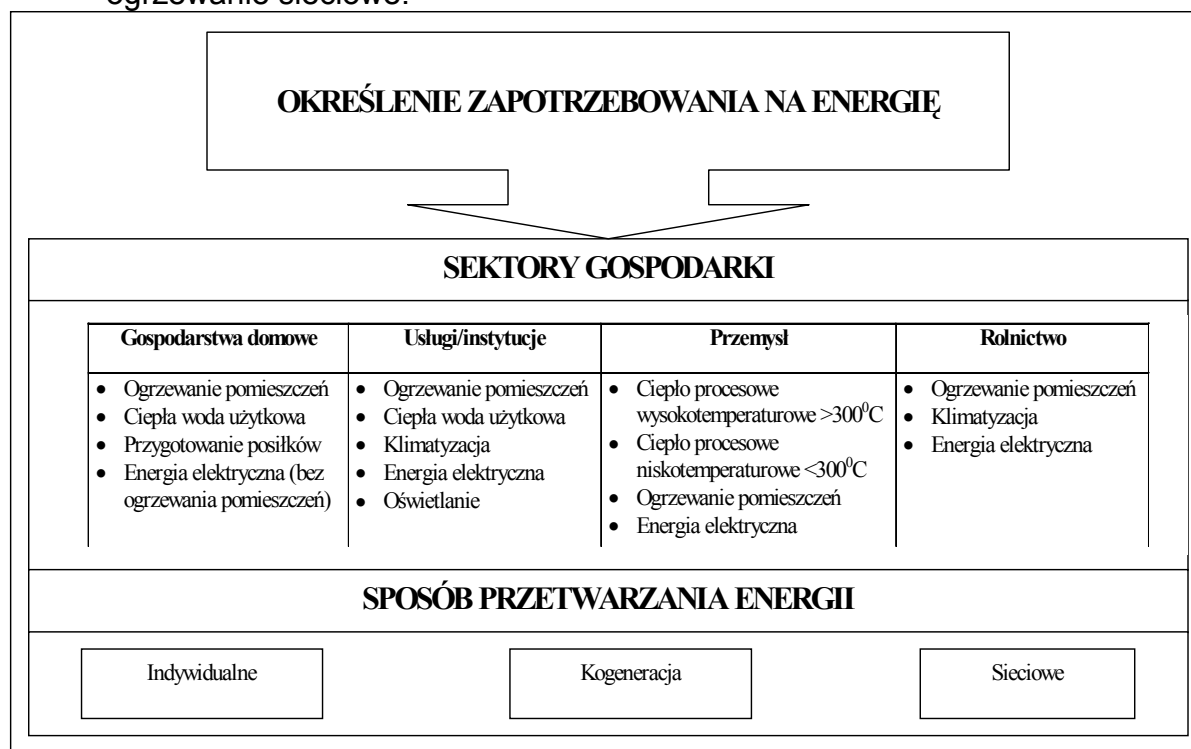 ogrzewanie sieciowe.
OKREŚLENIE ZAPOTRZEBOWANIA NA ENERGIĘ
SEKTORY GOSPODARKI
Gospodarstwa domowe
• Ogrzewanie pomieszczeń
• Ciepła woda użytkowa
• Przygotowanie posiłków
• Energia elektryczna (bez
ogrzewania pomieszczeń)
Usługi/instytucje
• Ogrzewanie pomieszczeń
• Ciepła woda użytkowa
• Klimatyzacja
• Energia elektryczna
• Oświetlanie
Przemysł
• Ciepło procesowe
wysokotemperaturowe >300⁰C
• Ciepło procesowe
niskotemperaturowe <300⁰C
• Ogrzewanie pomieszczeń
• Energia elektryczna
Rolnictwo
• Ogrzewanie pomieszczeń
• Klimatyzacja
• Energia elektryczna
SPOSÓB PRZETWARZANIA ENERGII
Indywidualne
Kogeneracja
Sieciowe